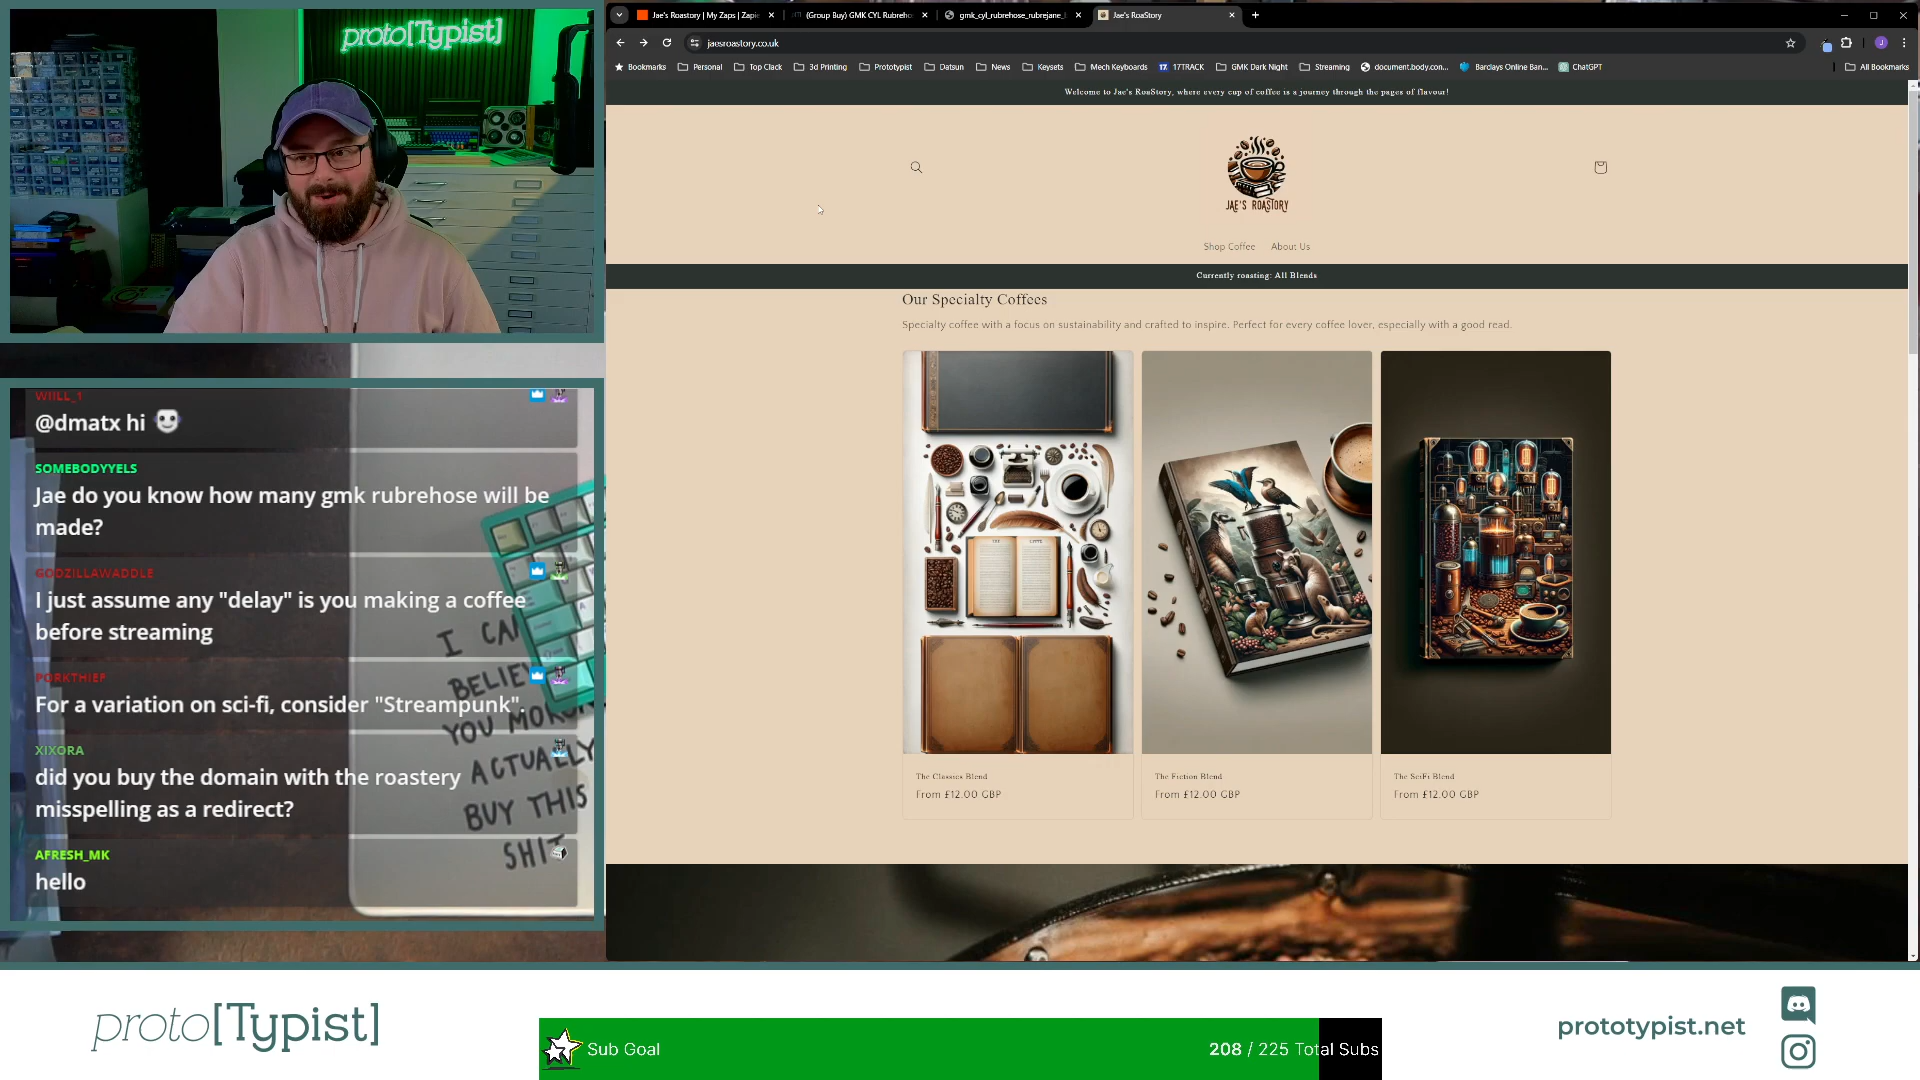 proto[Typist]
WIILL_1
@dmatx hi
SOMEBODYYELS
Jae do you know how many gmk rubrehose will be
made?
GODZILLAWADDLE
I just assume any "delay" is you making a coffee
before streaming
PORKTHIEF
For a variation on sci-fi, consider "Streampunk".
XIXORA
did you buy the domain with the roastery
misspelling as a redirect?
AFRESH_MK
hello
I CAN
BELIEVE
YOU MORONS
ACTUALLY
BUY THIS
SHIT
Jae's Roastory | My Zaps | Zapie
(Group Buy) GMK CYL Rubreho
gmk_cyl_rubrehose_rubrejane_
Jae's RoaStory
jaesroastory.co.uk
Bookmarks
Personal
Top Clack
3d Printing
Prototypist
Datsun
News
Keysets
Mech Keyboards
17TRACK
GMK Dark Night
Streaming
document.body.con...
Barclays Online Ban...
ChatGPT
All Bookmarks
Welcome to Jae's RoaStory, where every cup of coffee is a journey through the pages of flavour!
JAE'S ROASTORY
Shop Coffee
About Us
Currently roasting: All Blends
Our Specialty Coffees
Specialty coffee with a focus on sustainability and crafted to inspire. Perfect for every coffee lover, especially with a good read.
The Classics Blend
From £12.00 GBP
The Fiction Blend
From £12.00 GBP
The SciFi Blend
From £12.00 GBP
proto[Typist]
Sub Goal
208 / 225 Total Subs
prototypist.net